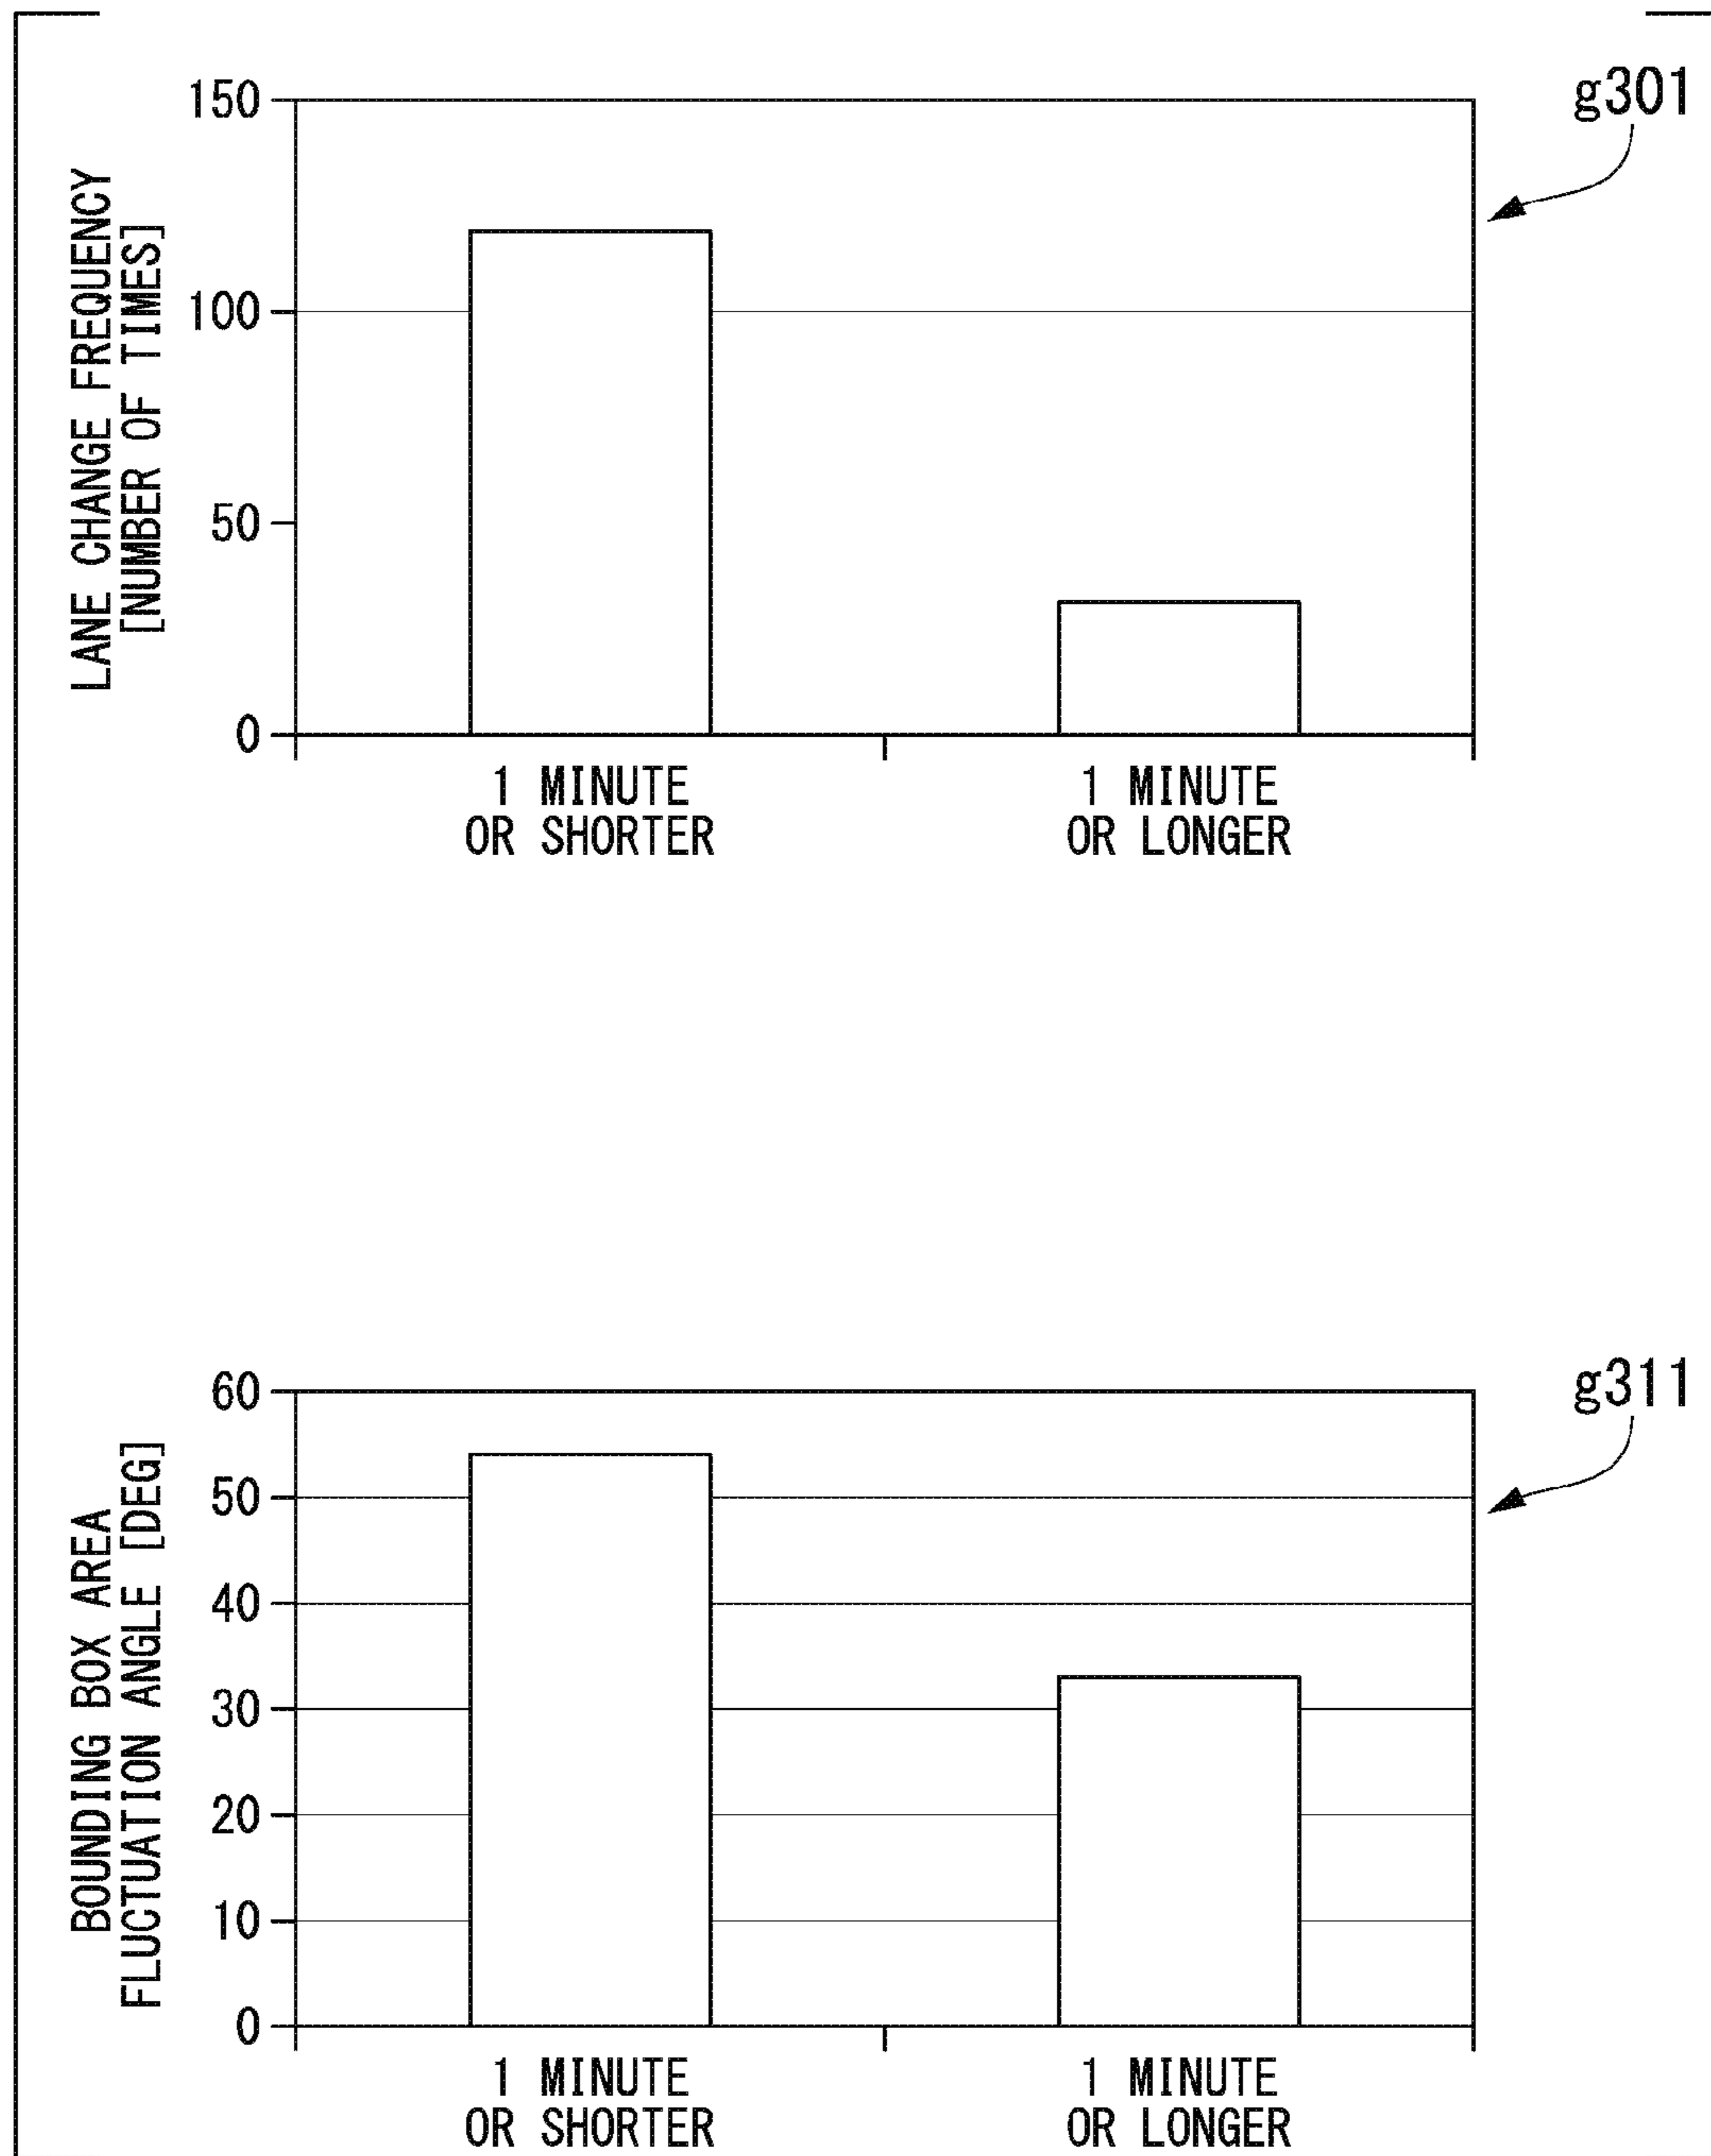 g301
LANE CHANGE FREQUENCY
[NUMBER OF TIMES]
150
100
50
0
1 MINUTE
OR SHORTER
1 MINUTE
OR LONGER
g311
BOUNDING BOX AREA
FLUCTUATION ANGLE [DEG]
60
50
40
30
20
10
0
1 MINUTE
OR SHORTER
1 MINUTE
OR LONGER